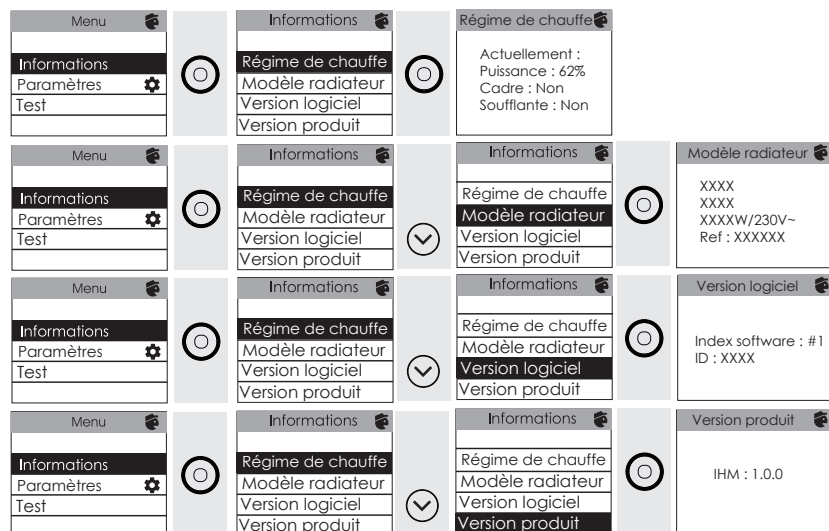 Menu
Informations
Paramètres
Test
Informations
Régime de chauffe
Modèle radiateur
Version logiciel
Version produit
Régime de chauffe
Actuellement :
Puissance : 62%
Cadre : Non
Soufflante : Non
Menu
Informations
Paramètres
Test
Informations
Régime de chauffe
Modèle radiateur
Version logiciel
Version produit
Informations
Régime de chauffe
Modèle radiateur
Version logiciel
Version produit
Modèle radiateur
XXXX
XXXX
XXXXW/230V~
Ref : XXXXXX
Menu
Informations
Paramètres
Test
Informations
Régime de chauffe
Modèle radiateur
Version logiciel
Version produit
Informations
Régime de chauffe
Modèle radiateur
Version logiciel
Version produit
Version logiciel
Index software : #1
ID : XXXX
Menu
Informations
Paramètres
Test
Informations
Régime de chauffe
Modèle radiateur
Version logiciel
Version produit
Informations
Régime de chauffe
Modèle radiateur
Version logiciel
Version produit
Version produit
IHM : 1.0.0